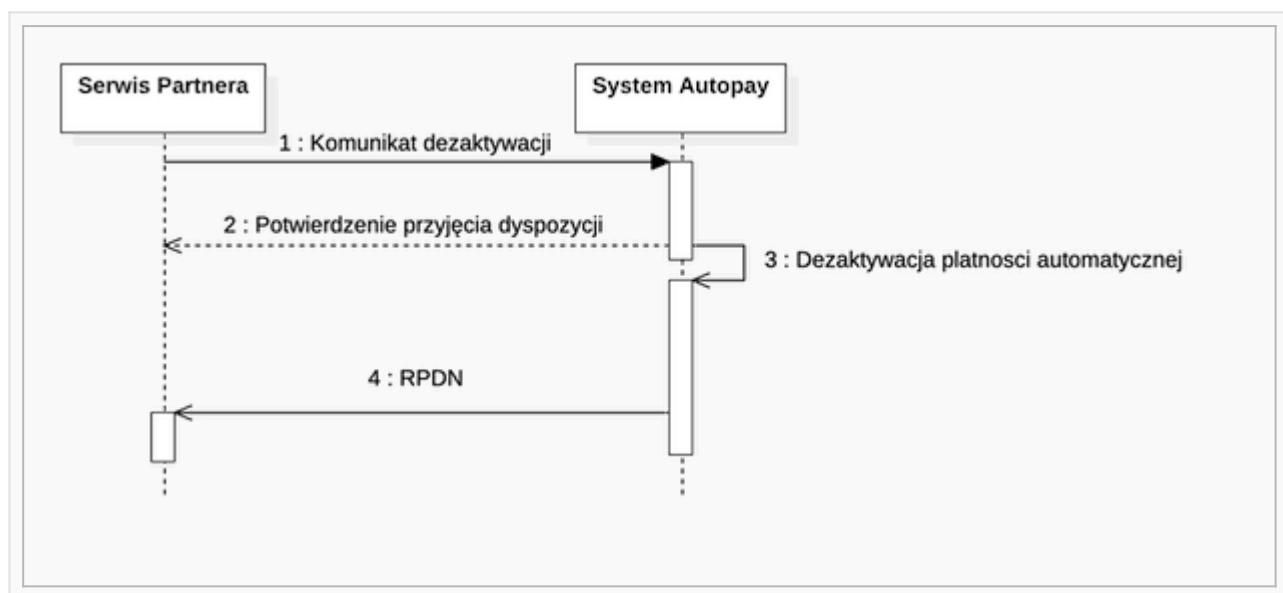 Serwis Partnera
System Autopay
1 : Komunikat dezaktywacji
2 : Potwierdzenie przyjęcia dyspozycji
3 : Dezaktywacja platnosci automatycznej
4 : RPDN